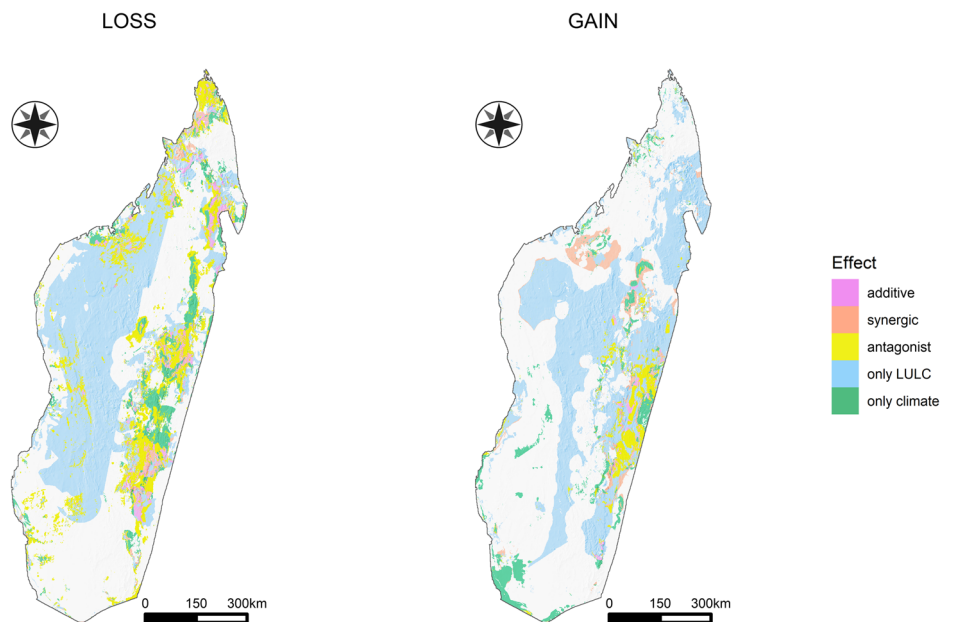 LOSS
GAIN
Effect
additive
synergic
antagonist
only LULC
only climate
0 150 300km
0 150 300km